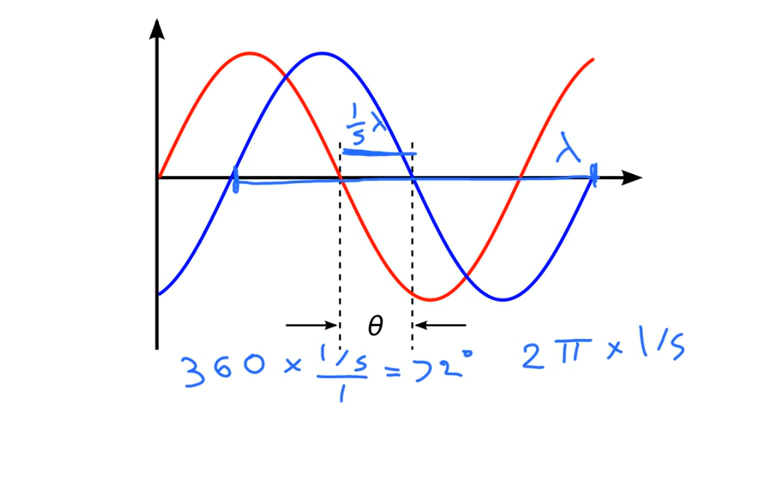 1/5 λ
λ
θ
360 × (1/5)/1 = 72° 2π × 1/5